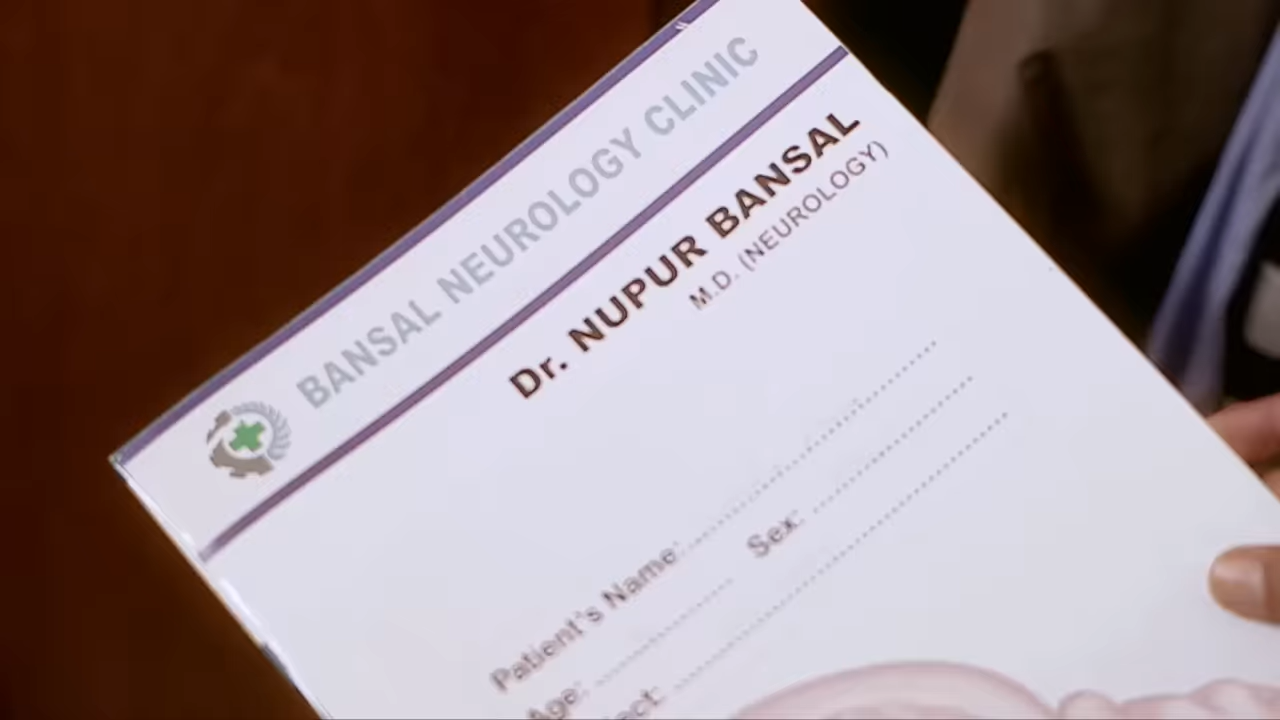 BANSAL NEUROLOGY CLINIC
Dr. NUPUR BANSAL
M.D. (NEUROLOGY)
Patient's Name:
Age: Sex: